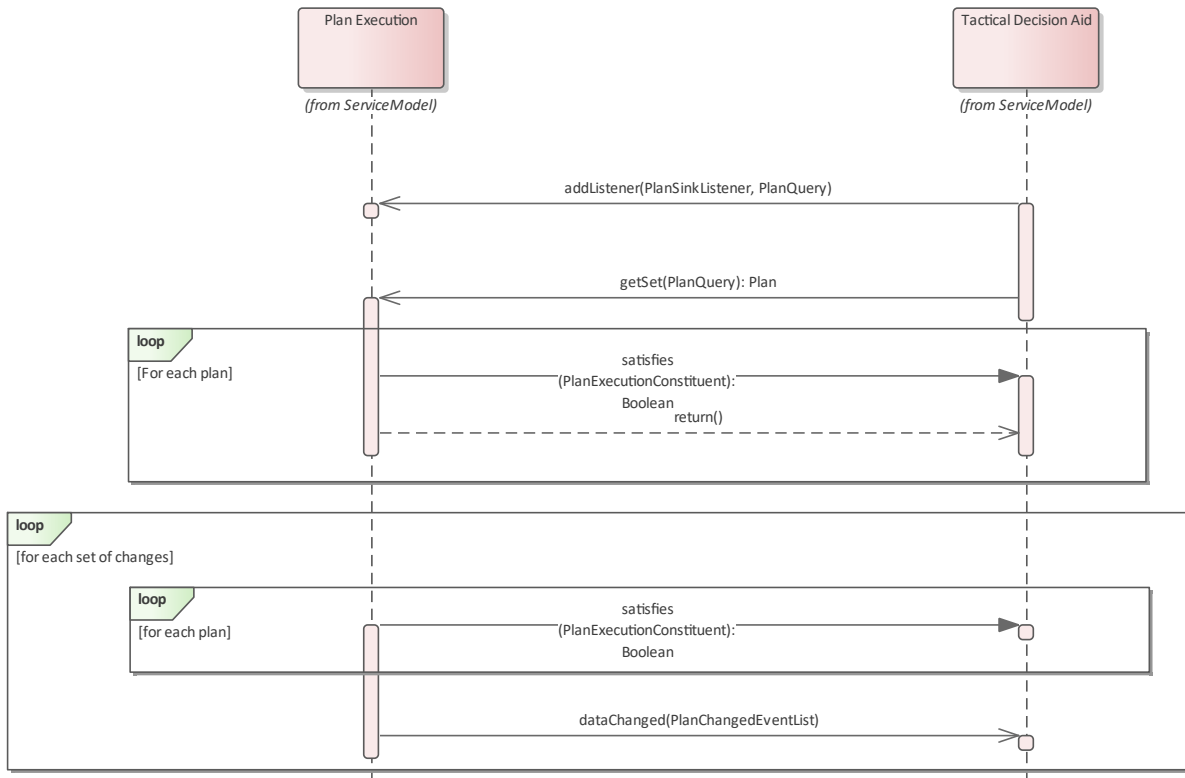 Plan Execution
Tactical Decision Aid
(from ServiceModel)
(from ServiceModel)
addListener(PlanSinkListener, PlanQuery)
getSet(PlanQuery): Plan
loop
[For each plan]
satisfies
(PlanExecutionConstituent):
Boolean
return()
loop
[for each set of changes]
loop
[for each plan]
satisfies
(PlanExecutionConstituent):
Boolean
dataChanged(PlanChangedEventList)